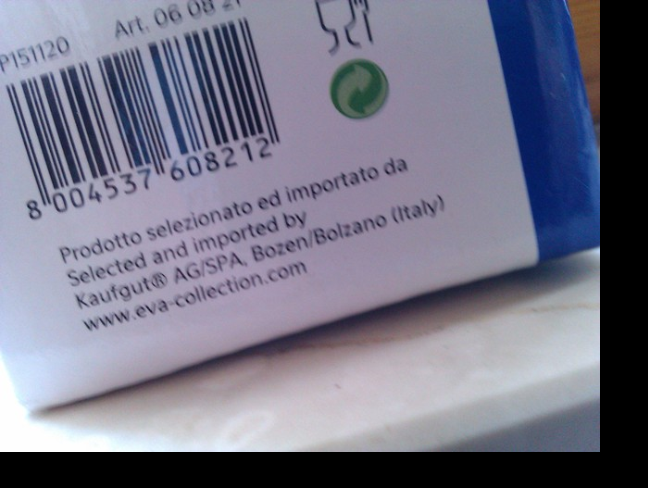 P151120
Art. 06 08 21
8 004537 608212
Prodotto selezionato ed importato da
Selected and imported by
Kaufgut® AG/SPA, Bozen/Bolzano (Italy)
www.eva-collection.com